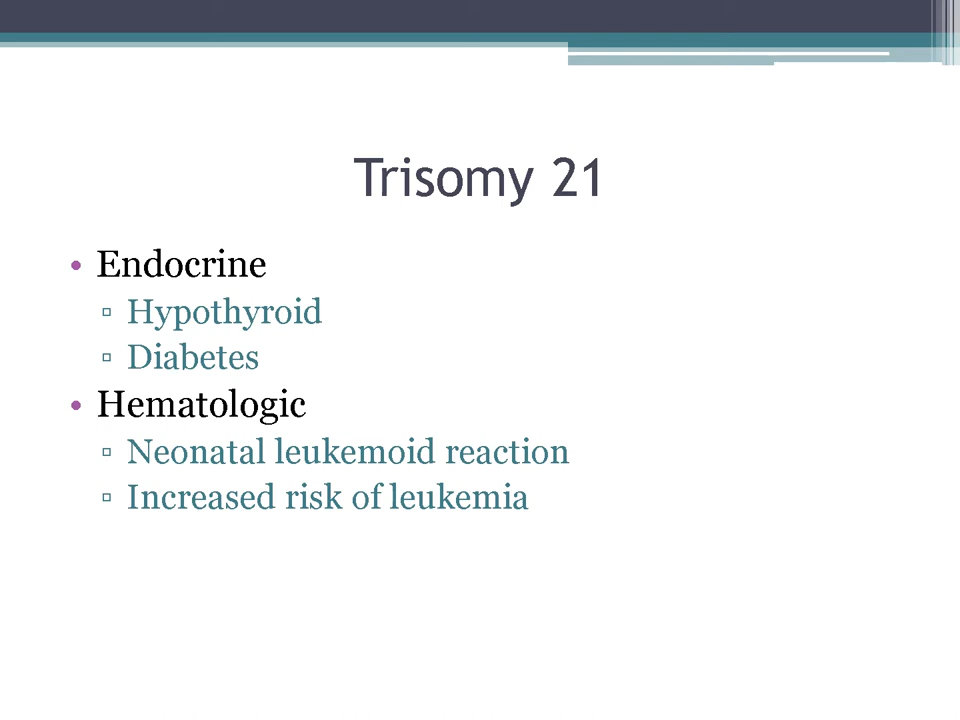 Trisomy 21
• Endocrine
▫ Hypothyroid
▫ Diabetes
• Hematologic
▫ Neonatal leukemoid reaction
▫ Increased risk of leukemia